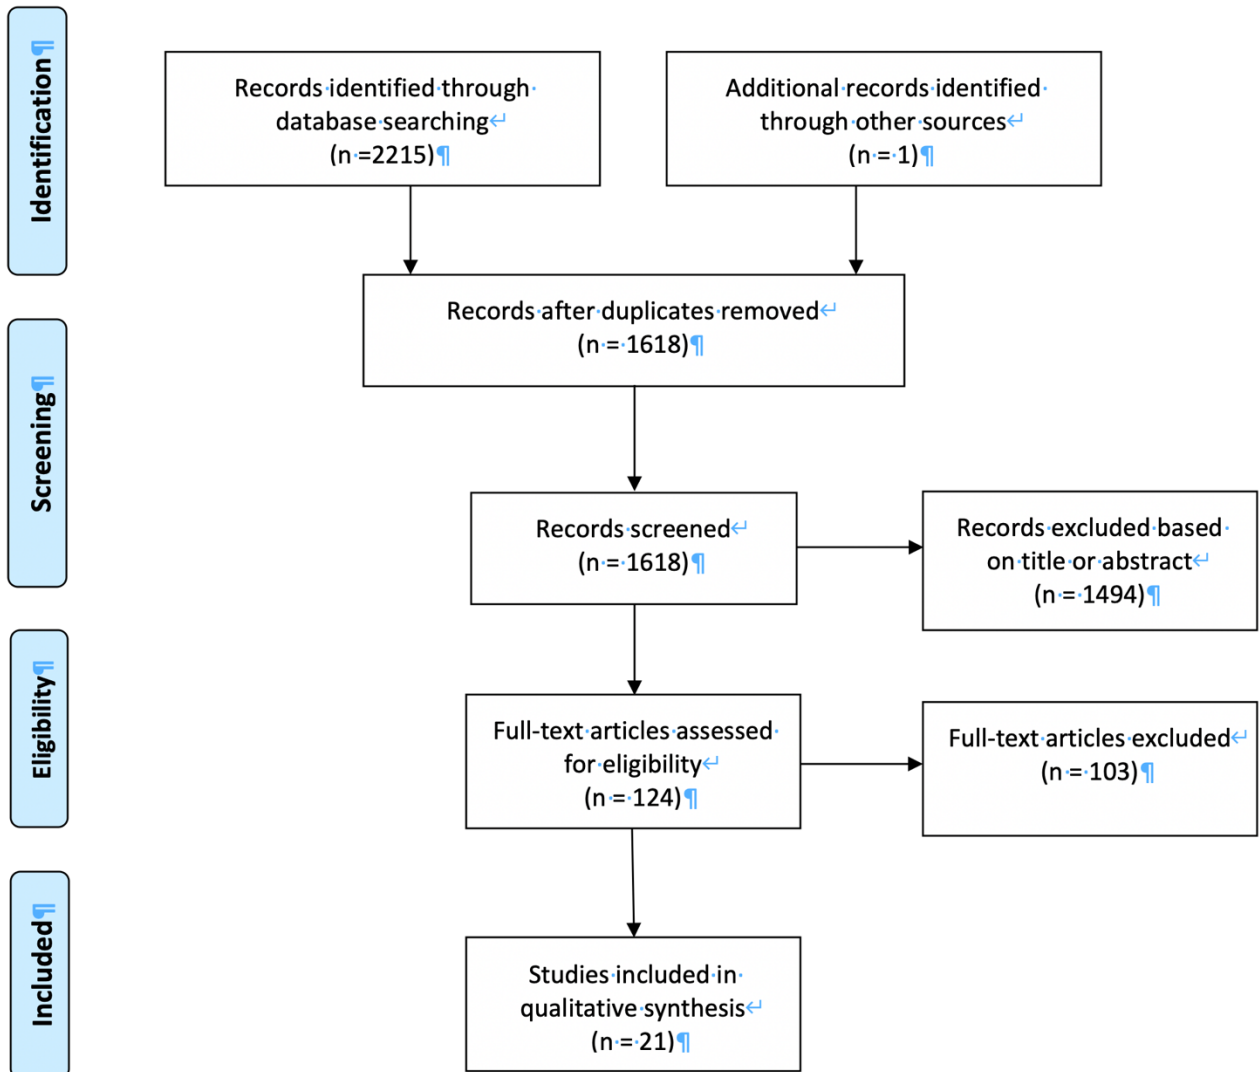 Identification¶
Records·identified·through·
database·searching↵
(n·=2215)¶
Additional·records·identified·
through·other·sources↵
(n·=·1)¶
Records·after·duplicates·removed↵
(n·=·1618)¶
Screening¶
Records·screened↵
(n·=·1618)¶
Records·excluded·based·
on·title·or·abstract↵
(n·=·1494)¶
Eligibility¶
Full-text·articles·assessed·
for·eligibility↵
(n·=·124)¶
Full-text·articles·excluded↵
(n·=·103)¶
Included¶
Studies·included·in·
qualitative·synthesis↵
(n·=·21)¶